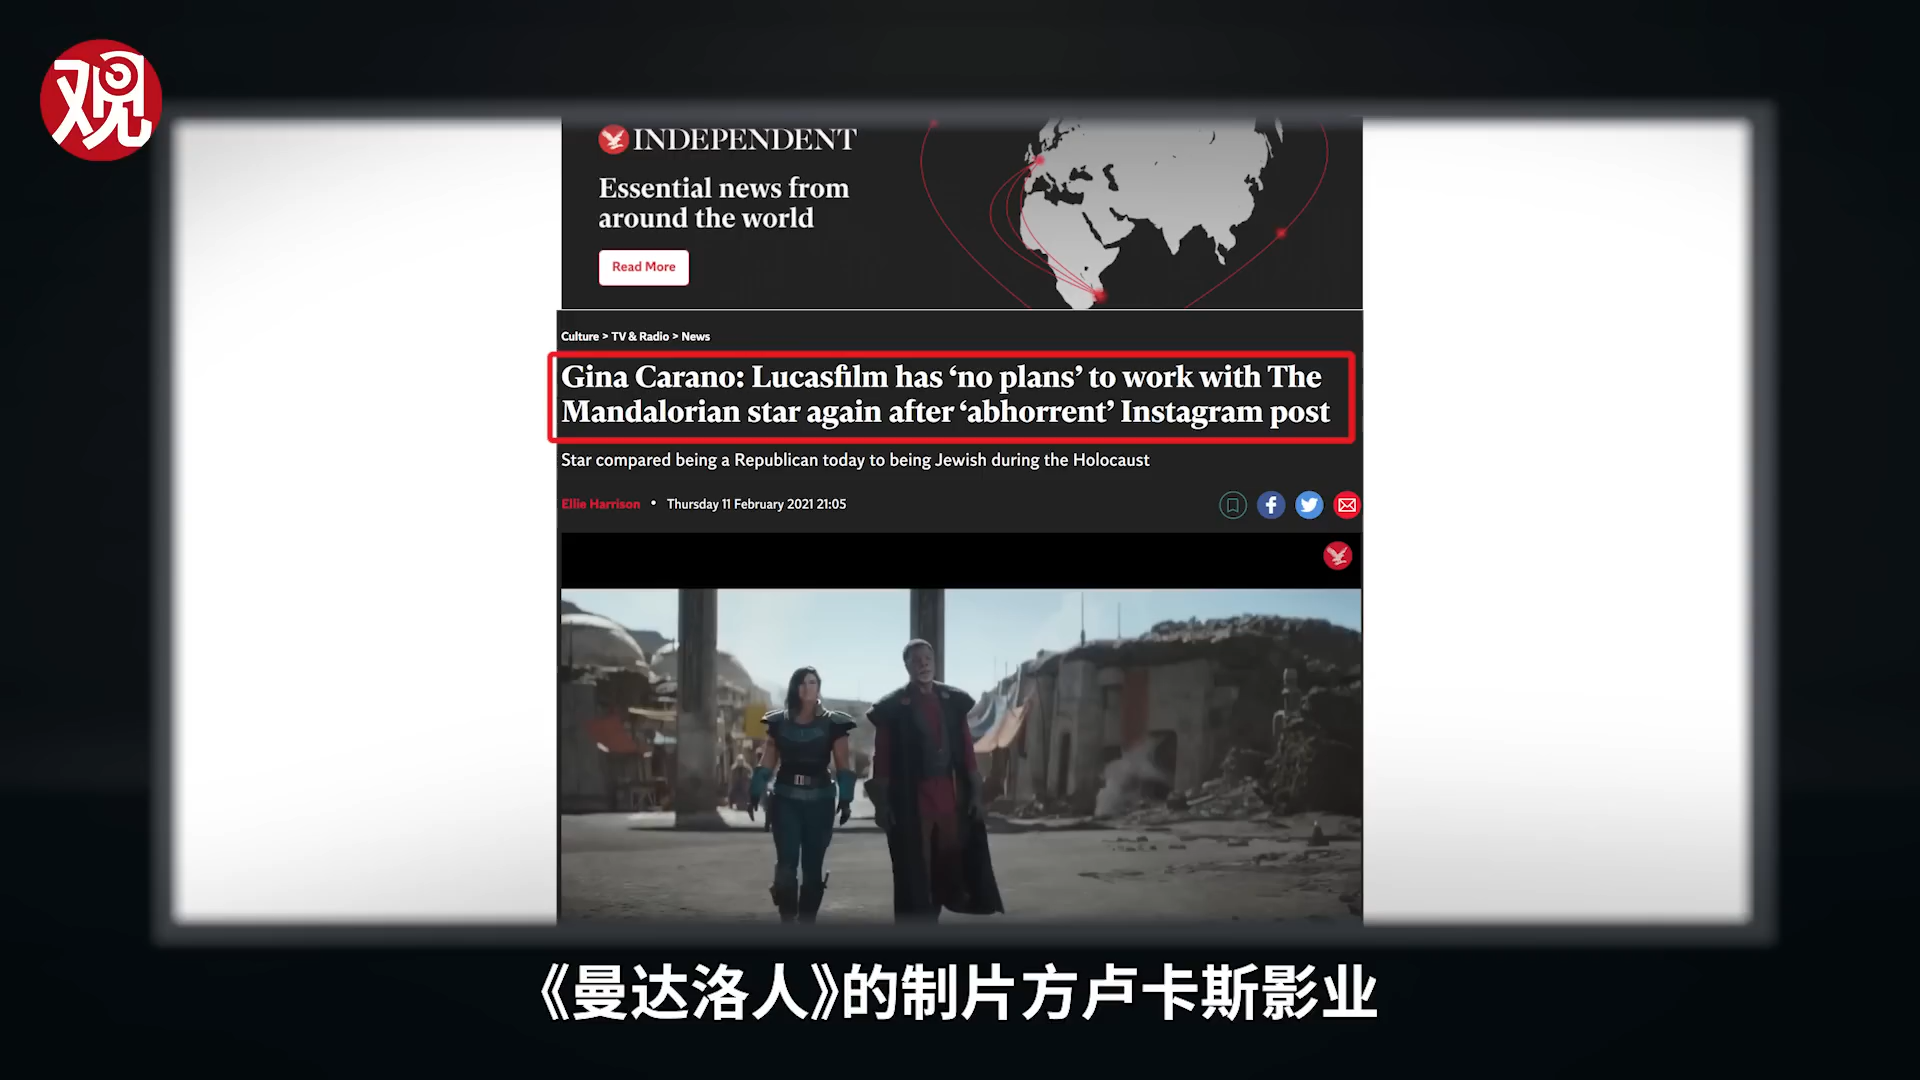 观
INDEPENDENT
Essential news from
around the world
Read More
Culture > TV & Radio > News
Gina Carano: Lucasfilm has ‘no plans’ to work with The
Mandalorian star again after ‘abhorrent’ Instagram post
Star compared being a Republican today to being Jewish during the Holocaust
Ellie Harrison • Thursday 11 February 2021 21:05
《曼达洛人》的制片方卢卡斯影业